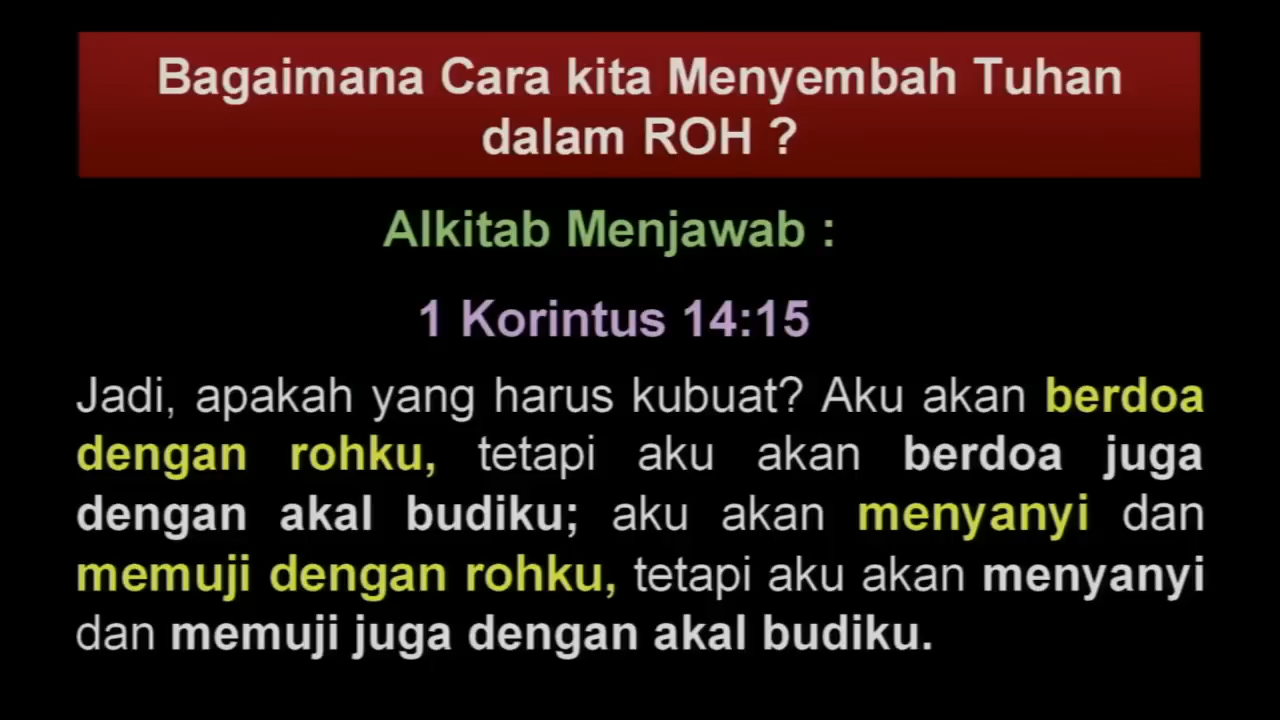 Bagaimana Cara kita Menyembah Tuhan
dalam ROH ?
Alkitab Menjawab :
1 Korintus 14:15
Jadi, apakah yang harus kubuat? Aku akan berdoa
dengan rohku, tetapi aku akan berdoa juga
dengan akal budiku; aku akan menyanyi dan
memuji dengan rohku, tetapi aku akan menyanyi
dan memuji juga dengan akal budiku.